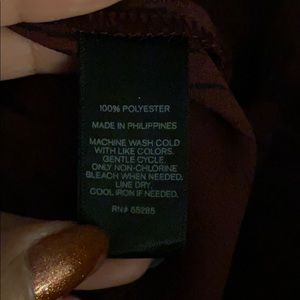 100% POLYESTER
MADE IN PHILIPPINES
MACHINE WASH COLD
WITH LIKE COLORS.
GENTLE CYCLE.
ONLY NON-CHLORINE
BLEACH WHEN NEEDED.
LINE DRY.
COOL IRON IF NEEDED.
RN# 55285